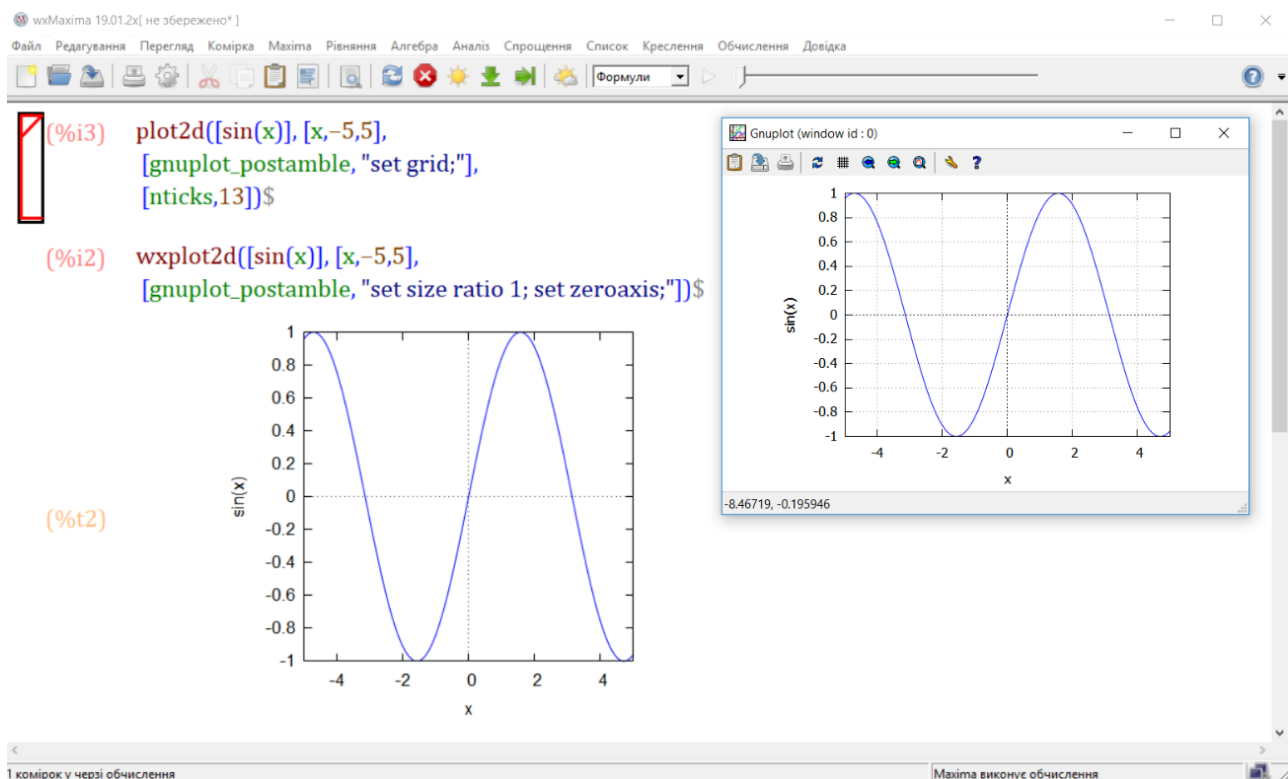 wxMaxima 19.01.2x[ не збережено* ]
Файл Редагування Перегляд Комірка Maxima Рівняння Алгебра Аналіз Спрощення Список Креслення Обчислення Довідка
Формули
(%i3) plot2d([sin(x)], [x,−5,5],
[gnuplot_postamble, "set grid;"],
[nticks,13])$
(%i2) wxplot2d([sin(x)], [x,−5,5],
[gnuplot_postamble, "set size ratio 1; set zeroaxis;"])$
(%t2)
1
0.8
0.6
0.4
0.2
0
-0.2
-0.4
-0.6
-0.8
-1
sin(x)
-4 -2 0 2 4
x
Gnuplot (window id : 0)
1
0.8
0.6
0.4
0.2
0
-0.2
-0.4
-0.6
-0.8
-1
sin(x)
-4 -2 0 2 4
x
-8.46719, -0.195946
1 комірок у черзі обчислення
Maxima виконує обчислення